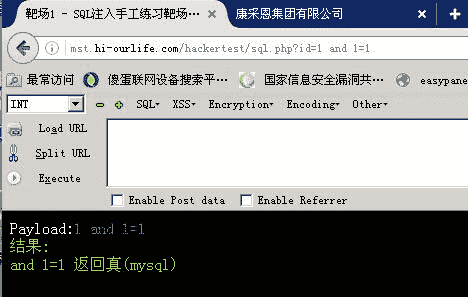 靶场1 - SQL注入手工练习靶场... × 康采恩集团有限公司
mst.hi-ourlife.com/hackertest/sql.php?id=1 and 1=1
最常访问 傻蛋联网设备搜索平... 国家信息安全漏洞共... easypane
INT SQL▾ XSS▾ Encryption▾ Encoding▾ Other▾
Load URL
Split URL
Execute
Enable Post data Enable Referrer
Payload:1 and 1=1
结果:
and 1=1 返回真(mysql)